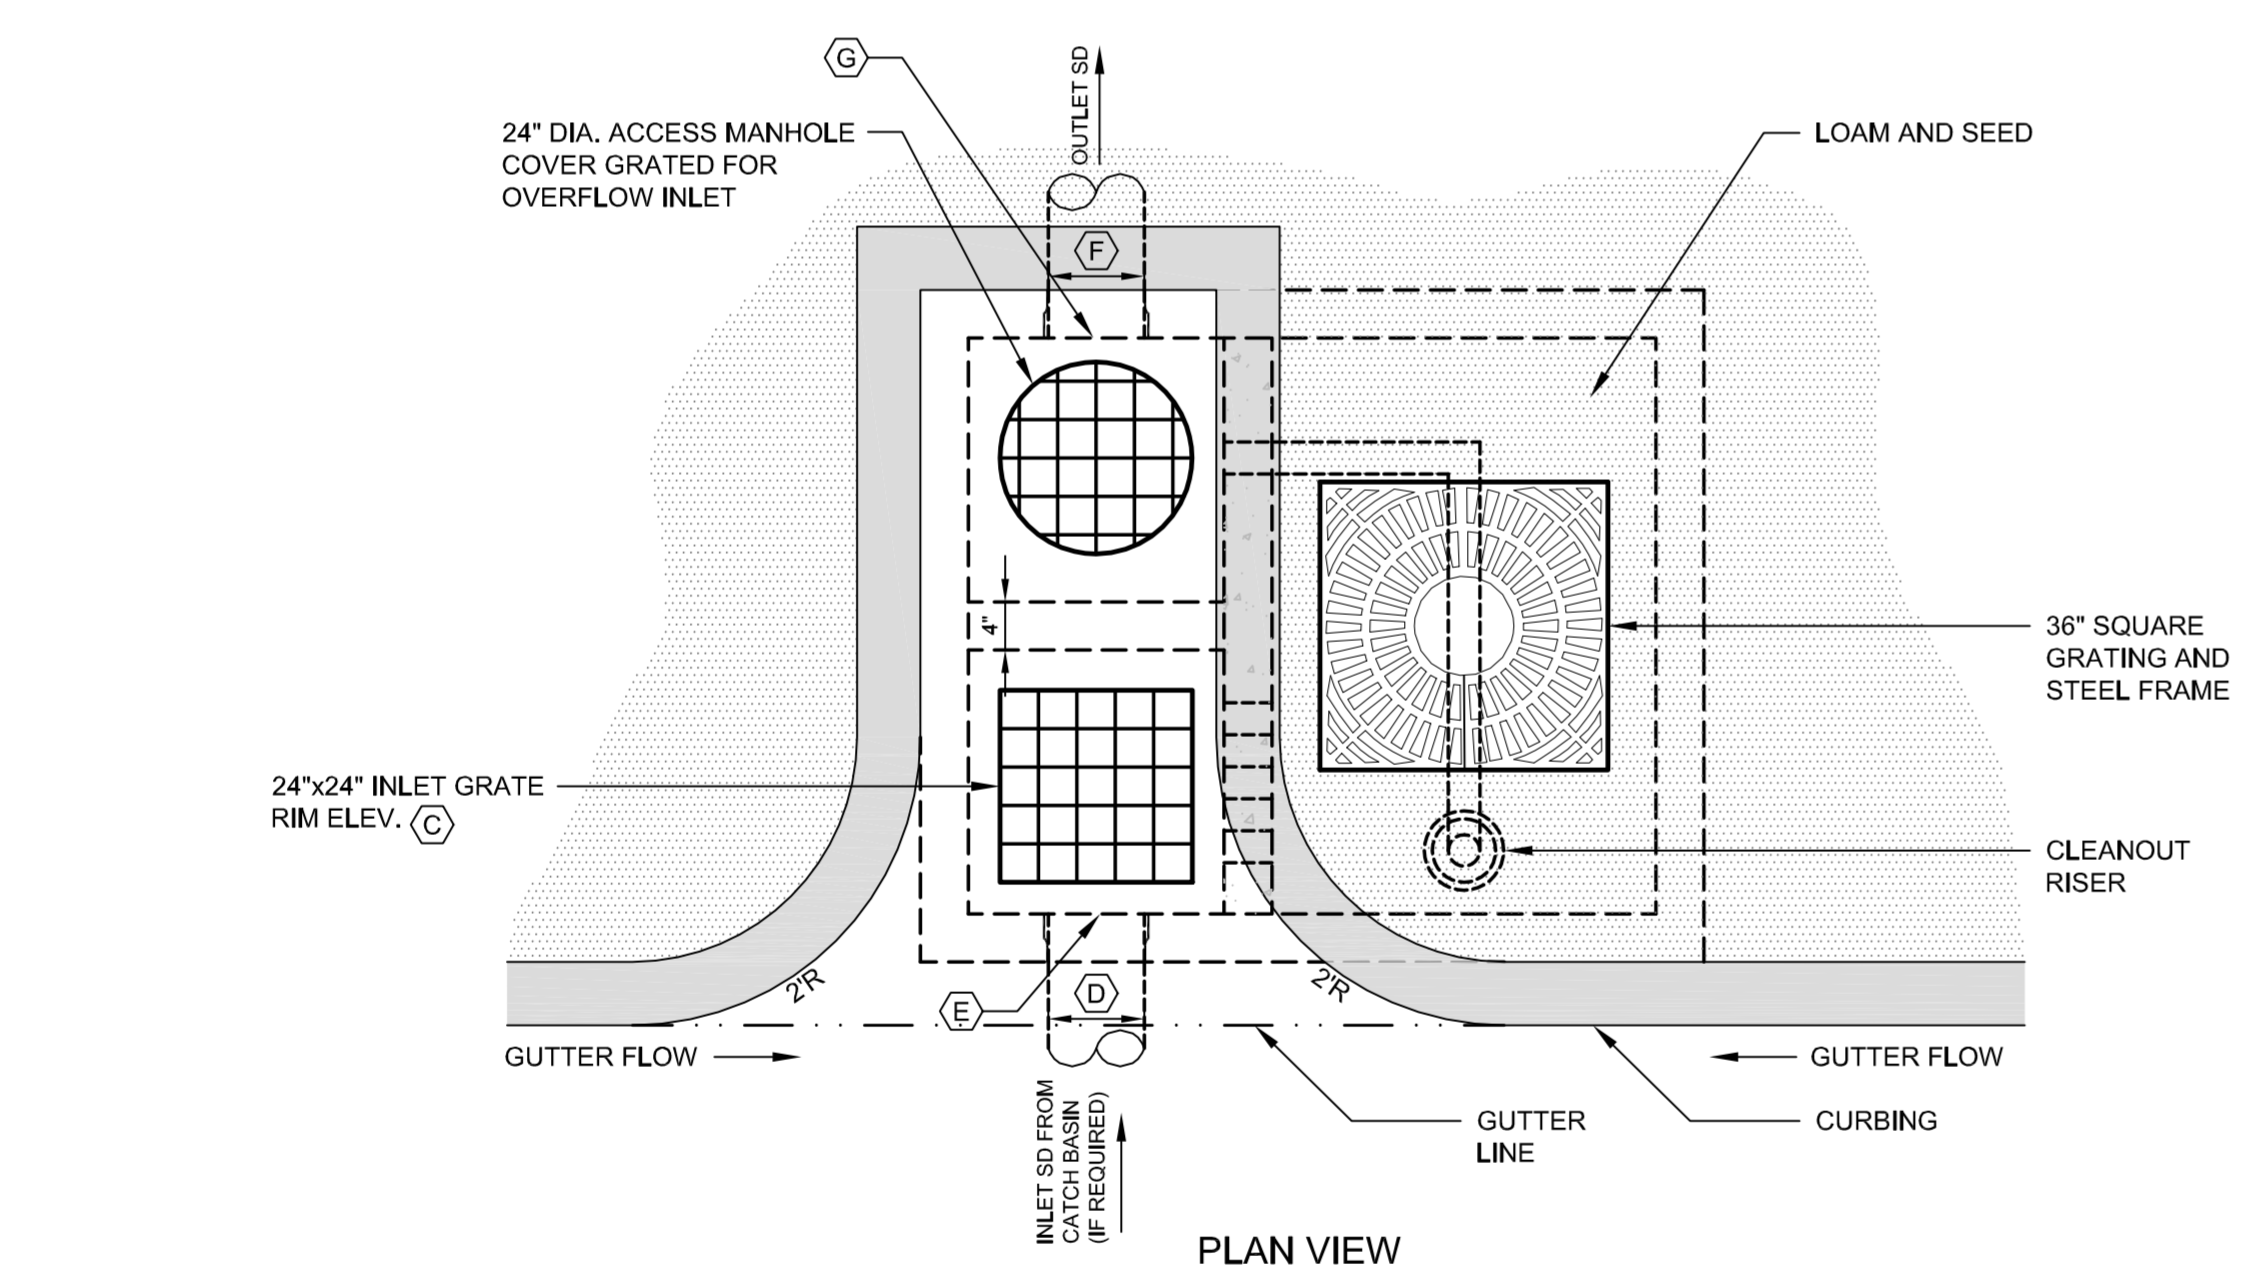 G
OUTLET SD
24" DIA. ACCESS MANHOLE
COVER GRATED FOR
OVERFLOW INLET
LOAM AND SEED
F
4"
36" SQUARE
GRATING AND
STEEL FRAME
24"x24" INLET GRATE
RIM ELEV. C
CLEANOUT
RISER
2'R
2'R
D
E
GUTTER FLOW
GUTTER FLOW
INLET SD FROM
CATCH BASIN
(IF REQUIRED)
GUTTER
LINE
CURBING
PLAN VIEW